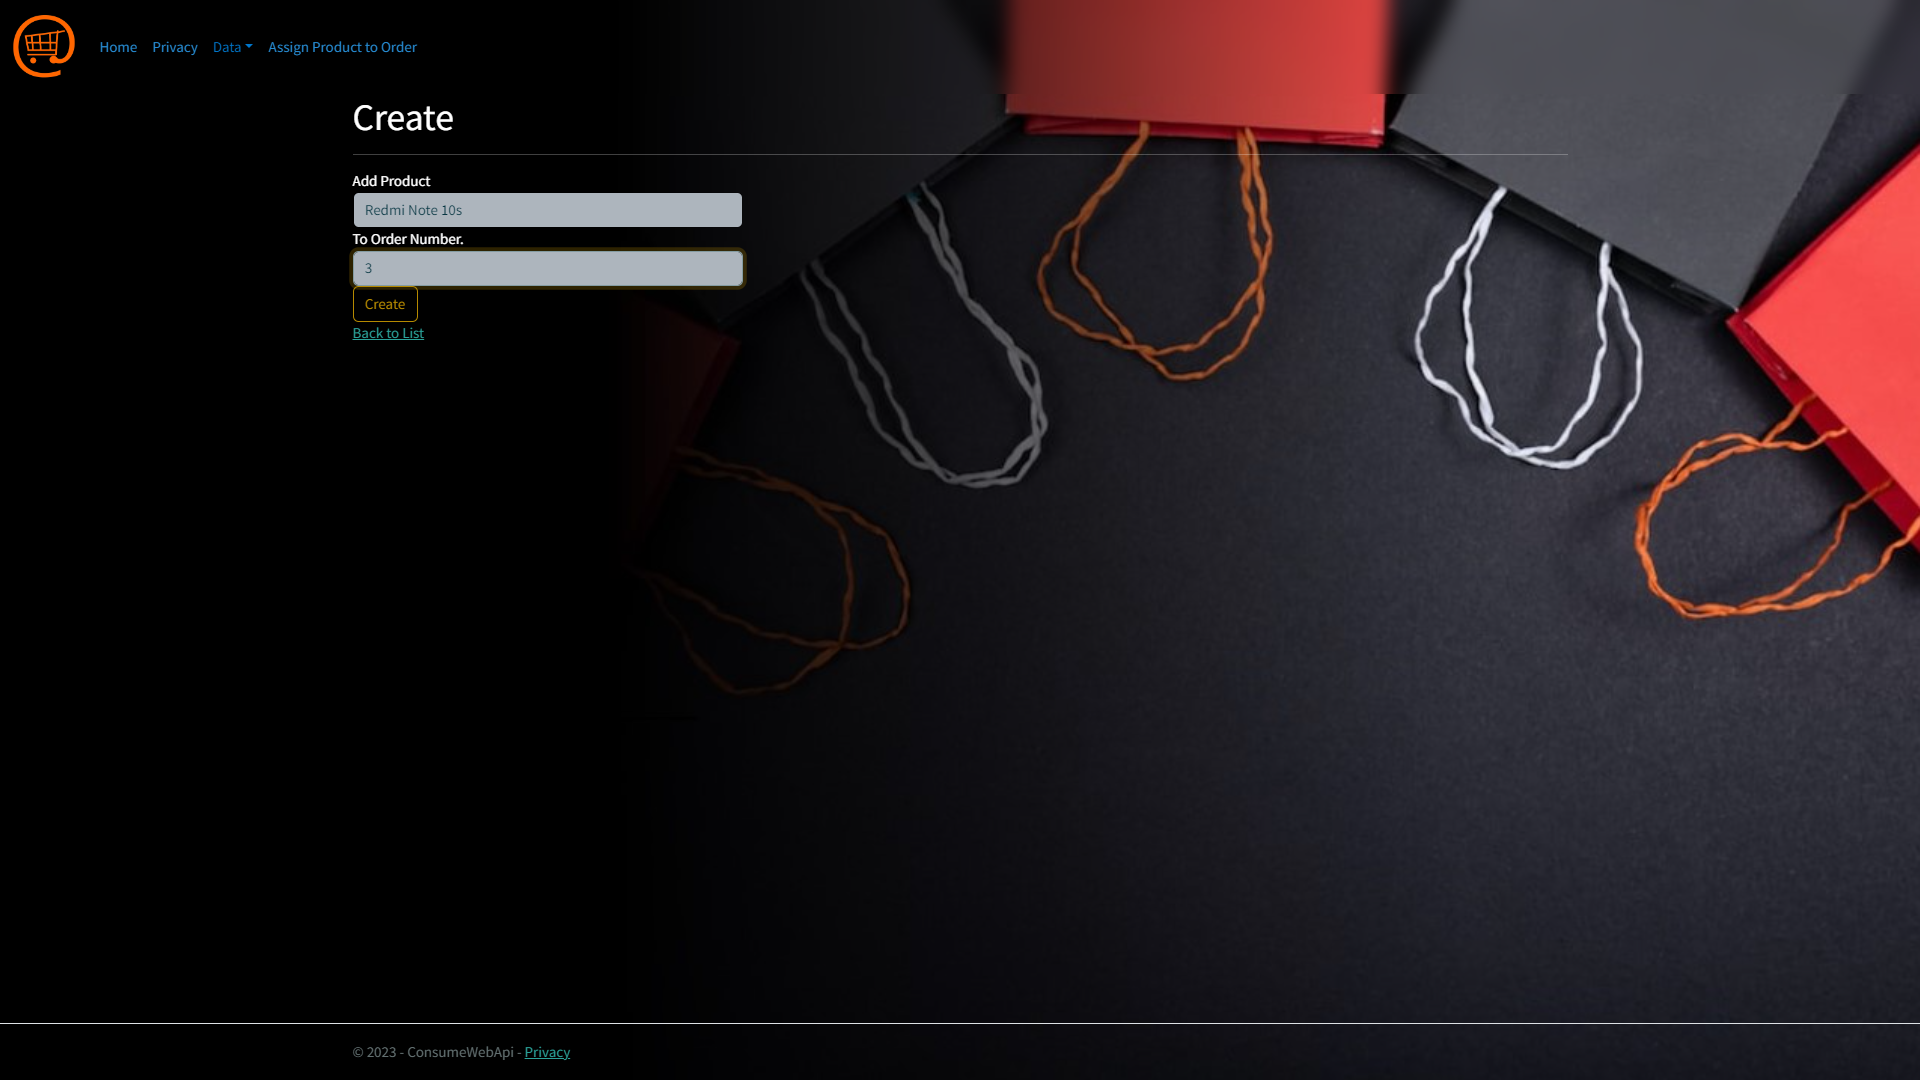 Home Privacy Data Assign Product to Order
Create
Add Product
Redmi Note 10s
To Order Number.
3
Create
Back to List
© 2023 - ConsumeWebApi - Privacy